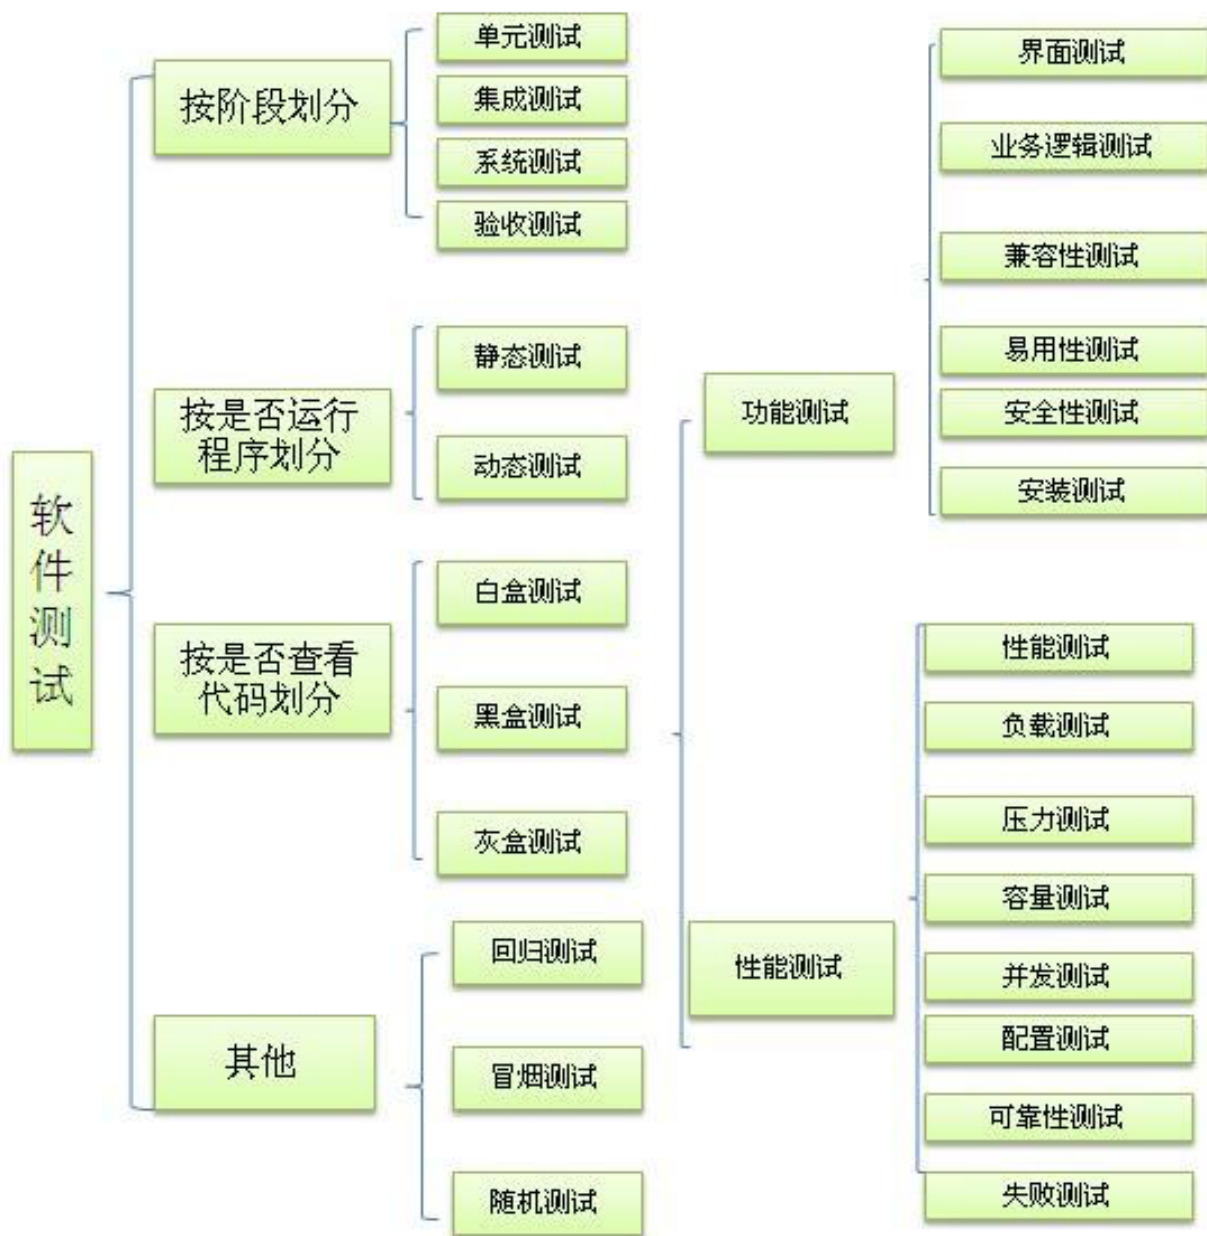 软件测试
按阶段划分
单元测试
集成测试
系统测试
验收测试
按是否运行
程序划分
静态测试
动态测试
按是否查看
代码划分
白盒测试
黑盒测试
灰盒测试
其他
回归测试
冒烟测试
随机测试
功能测试
界面测试
业务逻辑测试
兼容性测试
易用性测试
安全性测试
安装测试
性能测试
性能测试
负载测试
压力测试
容量测试
并发测试
配置测试
可靠性测试
失败测试